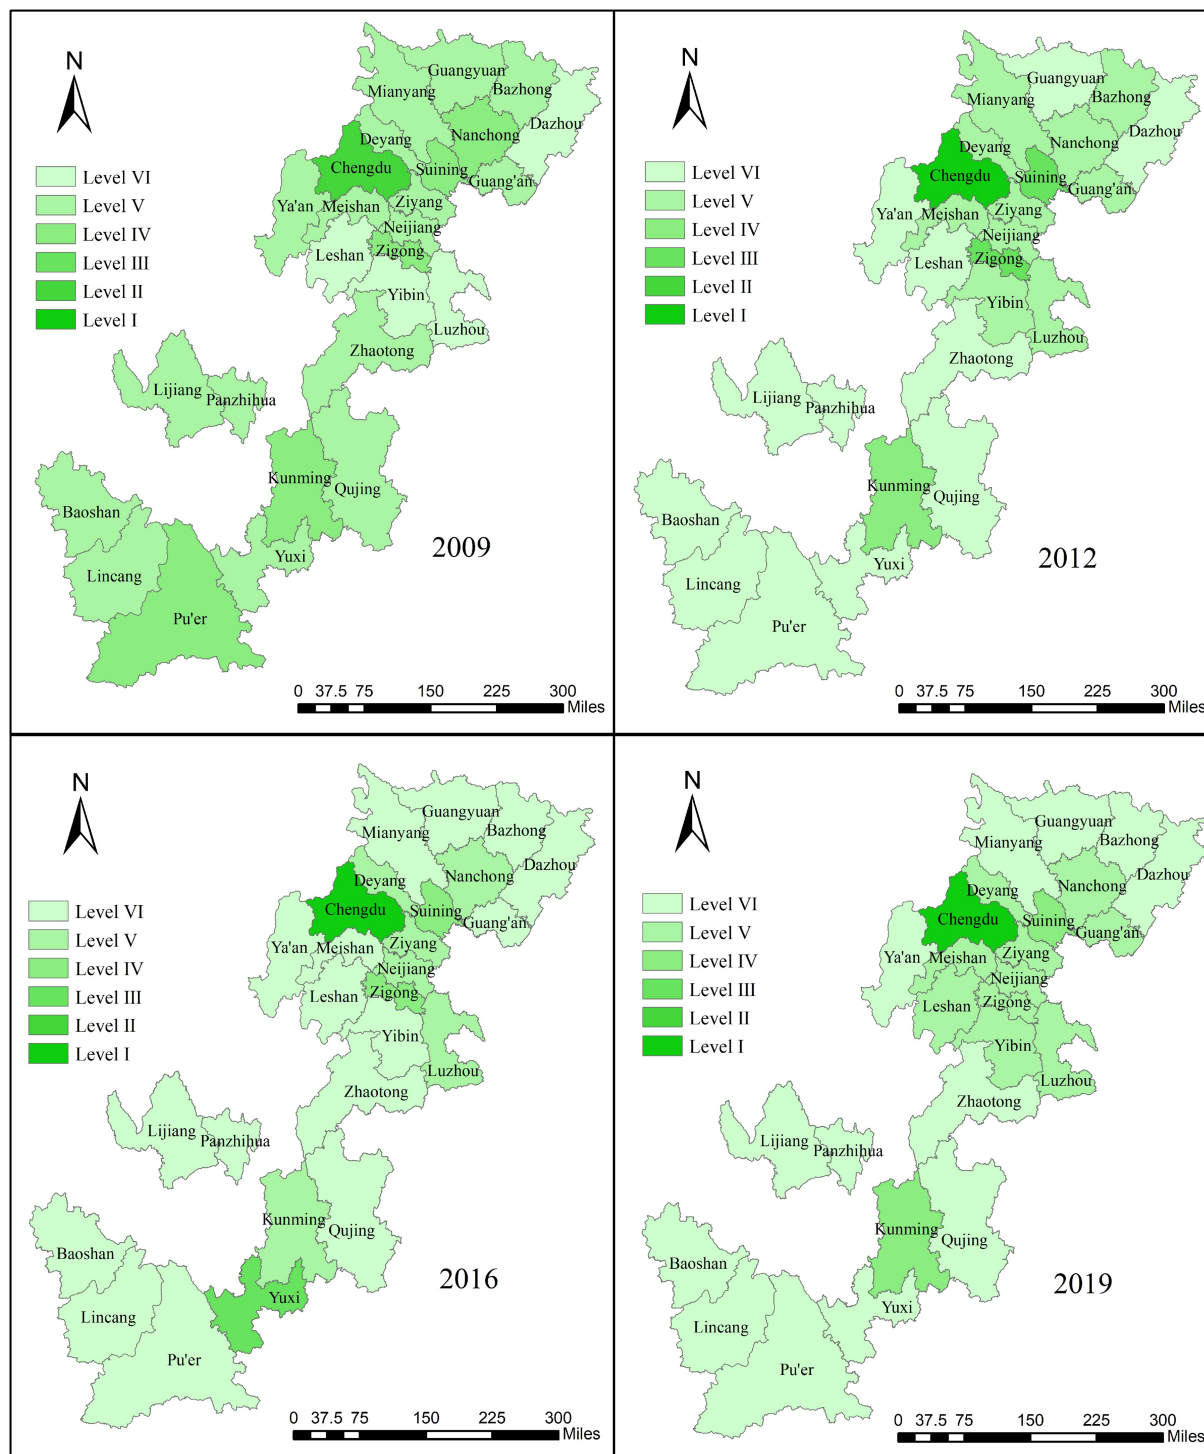 N
Level VI
Level V
Level IV
Level III
Level II
Level I
Guangyuan
Mianyang
Bazhong
Dazhou
Nanchong
Deyang
Chengdu
Suining
Guang'an
Ya'an
Meishan
Ziyang
Neijiang
Leshan
Zigong
Yibin
Luzhou
Zhaotong
Lijiang
Panzhihua
Kunming
Qujing
Baoshan
Yuxi
Lincang
Pu'er
2009
0 37.5 75 150 225 300
Miles
N
Level VI
Level V
Level IV
Level III
Level II
Level I
Guangyuan
Mianyang
Bazhong
Dazhou
Nanchong
Deyang
Chengdu
Suining
Guang'an
Ya'an
Meishan
Ziyang
Neijiang
Leshan
Zigong
Yibin
Luzhou
Zhaotong
Lijiang
Panzhihua
Kunming
Qujing
Baoshan
Yuxi
Lincang
Pu'er
2012
0 37.5 75 150 225 300
Miles
N
Level VI
Level V
Level IV
Level III
Level II
Level I
Guangyuan
Mianyang
Bazhong
Dazhou
Nanchong
Deyang
Chengdu
Suining
Guang'an
Ya'an
Meishan
Ziyang
Neijiang
Leshan
Zigong
Yibin
Luzhou
Zhaotong
Lijiang
Panzhihua
Kunming
Qujing
Baoshan
Yuxi
Lincang
Pu'er
2016
0 37.5 75 150 225 300
Miles
N
Level VI
Level V
Level IV
Level III
Level II
Level I
Guangyuan
Mianyang
Bazhong
Dazhou
Nanchong
Deyang
Chengdu
Suining
Guang'an
Ya'an
Meishan
Ziyang
Neijiang
Leshan
Zigong
Yibin
Luzhou
Zhaotong
Lijiang
Panzhihua
Kunming
Qujing
Baoshan
Yuxi
Lincang
Pu'er
2019
0 37.5 75 150 225 300
Miles